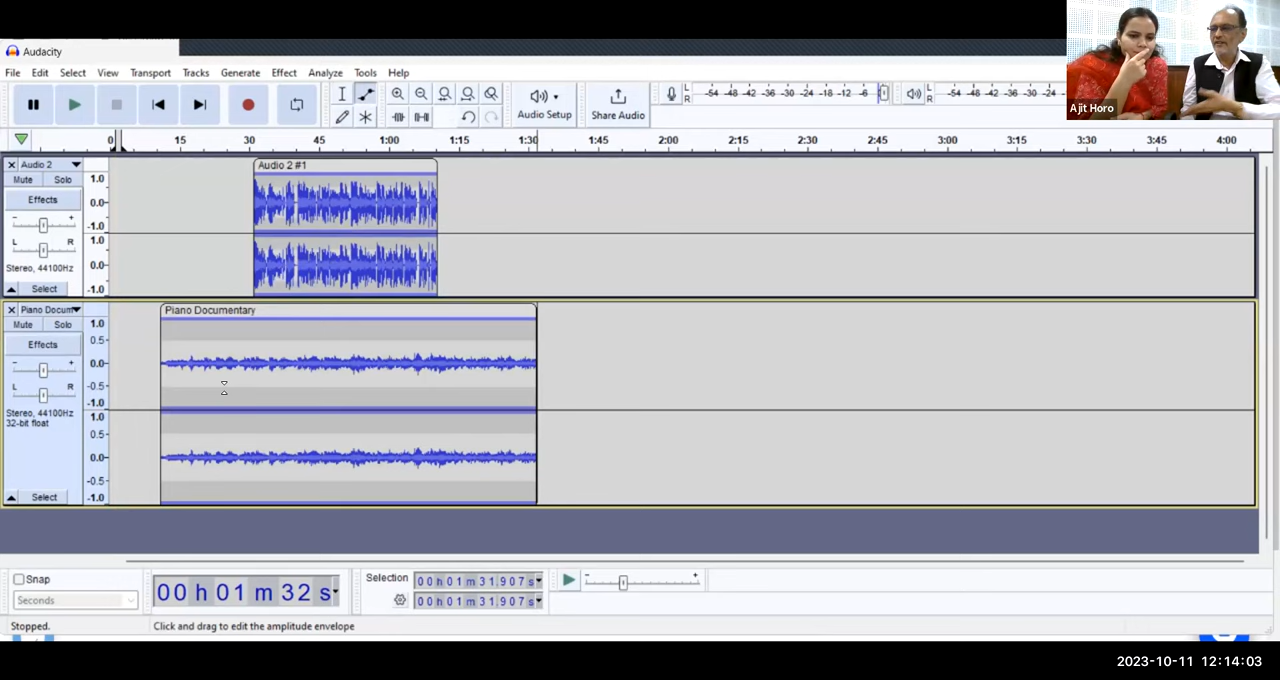 Ajit Horo
Audacity
File Edit Select View Transport Tracks Generate Effect Analyze Tools Help
Audio Setup Share Audio
L R -54 -48 -42 -36 -30 -24 -18 -12 -6 L R -54 -48 -42 -36 -30 -24
0 15 30 45 1:00 1:15 1:30 1:45 2:00 2:15 2:30 2:45 3:00 3:15 3:30 3:45 4:00
Audio 2
Mute Solo
Effects
- +
L R
Stereo, 44100Hz
Select
1.0
0.0
-1.0
1.0
0.0
-1.0
Audio 2 #1
Piano Docum
Mute Solo
Effects
- +
L R
Stereo, 44100Hz
32-bit float
Select
1.0
0.5
0.0
-0.5
-1.0
1.0
0.5
0.0
-0.5
-1.0
Piano Documentary
Snap
Seconds
00 h 01 m 32 s
Selection
00 h 01 m 31.907 s
00 h 01 m 31.907 s
- +
Stopped.
Click and drag to edit the amplitude envelope
2023-10-11 12:14:03